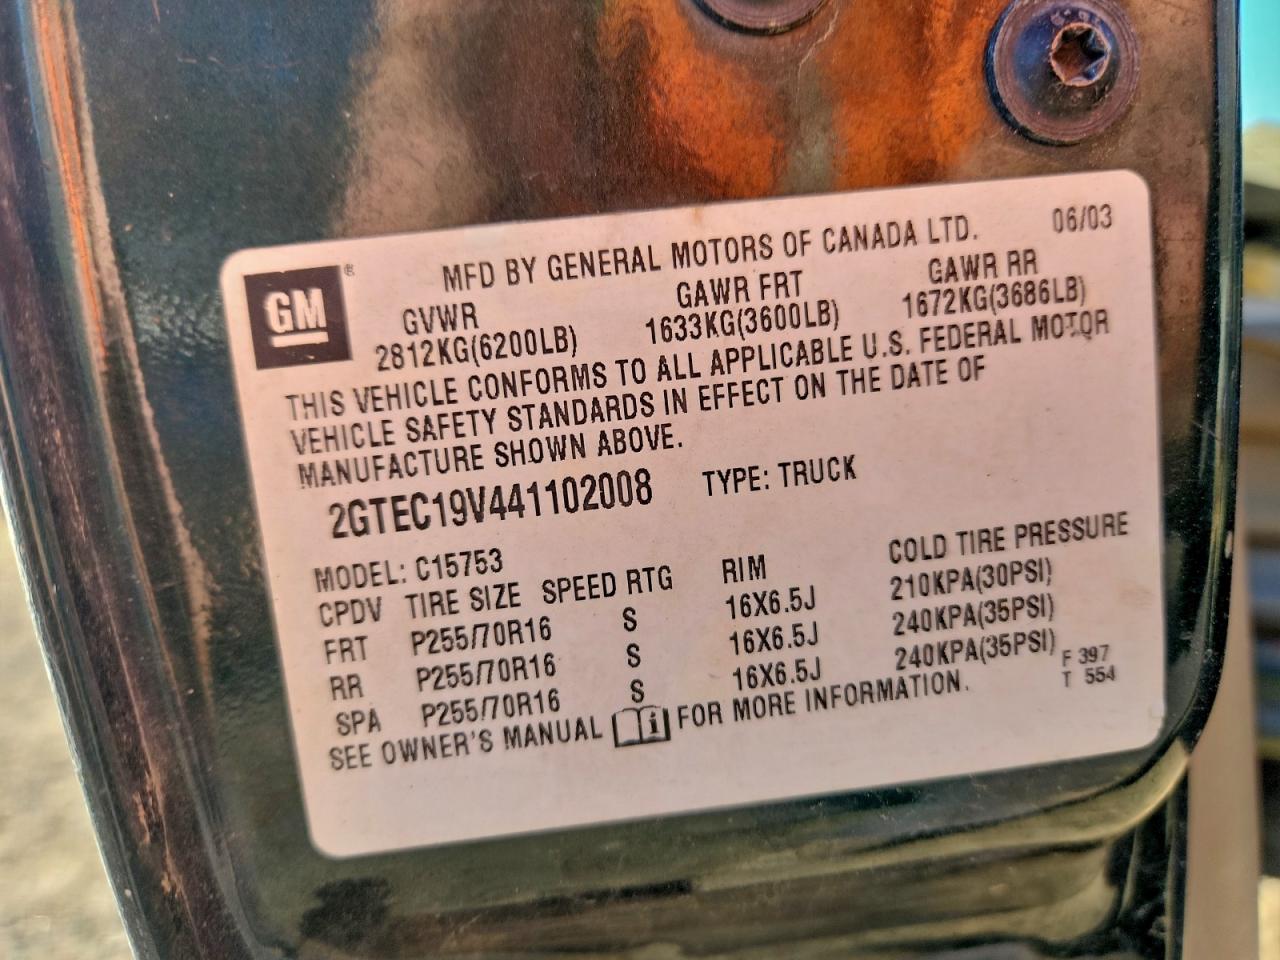 GM ®
MFD BY GENERAL MOTORS OF CANADA LTD. 06/03
GVWR GAWR FRT GAWR RR
2812KG(6200LB) 1633KG(3600LB) 1672KG(3686LB)
THIS VEHICLE CONFORMS TO ALL APPLICABLE U.S. FEDERAL MOTOR
VEHICLE SAFETY STANDARDS IN EFFECT ON THE DATE OF
MANUFACTURE SHOWN ABOVE.
2GTEC19V441102008 TYPE: TRUCK
MODEL: C15753
CPDV TIRE SIZE SPEED RTG RIM COLD TIRE PRESSURE
FRT P255/70R16 S 16X6.5J 210KPA(30PSI)
RR P255/70R16 S 16X6.5J 240KPA(35PSI)
SPA P255/70R16 S 16X6.5J 240KPA(35PSI)
SEE OWNER'S MANUAL i FOR MORE INFORMATION.
F 397
T 554